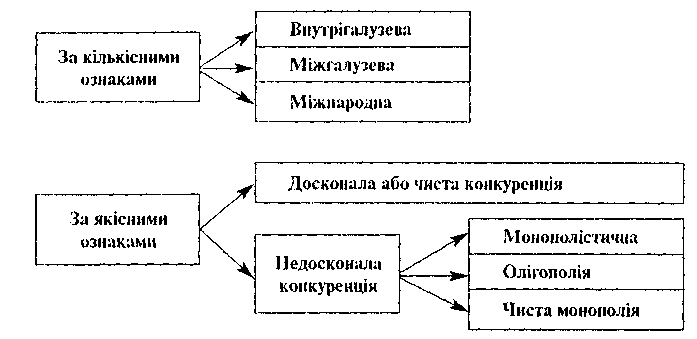 За кількісними
ознаками
Внутрігалузева
Міжгалузева
Міжнародна
За якісними
ознаками
Досконала або чиста конкуренція
Недосконала
конкуренція
Монополістична
Олігополія
Чиста монополія